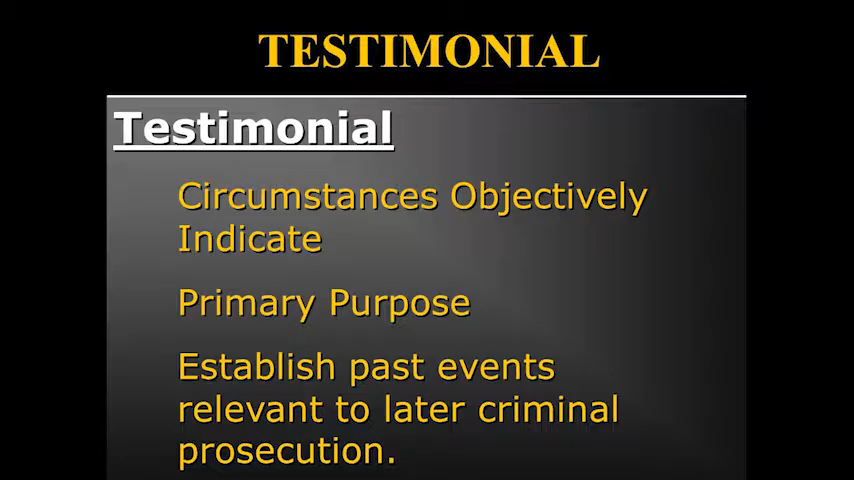 TESTIMONIAL
Testimonial
Circumstances Objectively
Indicate
Primary Purpose
Establish past events
relevant to later criminal
prosecution.